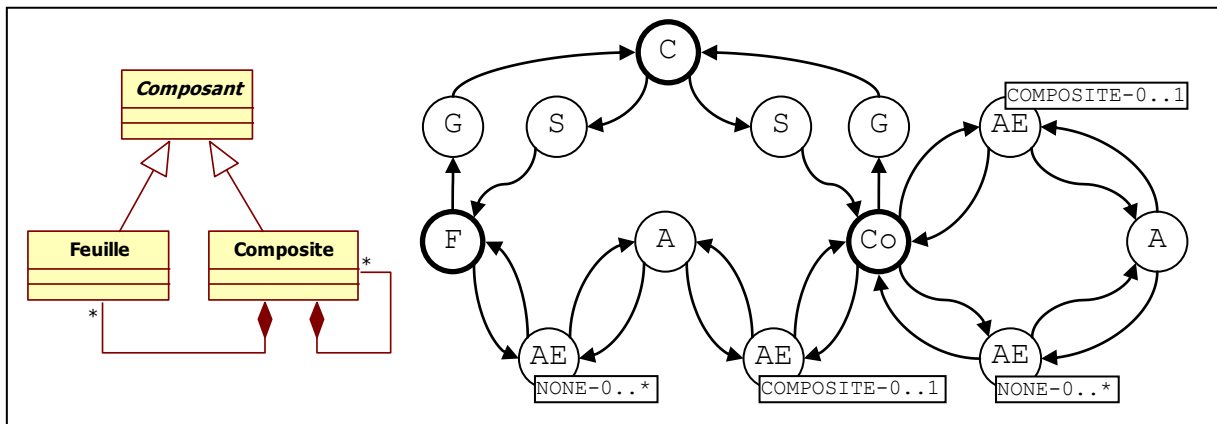 Composant
Feuille
Composite
*
*
C
G
S
S
G
AE
COMPOSITE-0..1
F
A
Co
A
AE
NONE-0..*
AE
COMPOSITE-0..1
AE
NONE-0..*